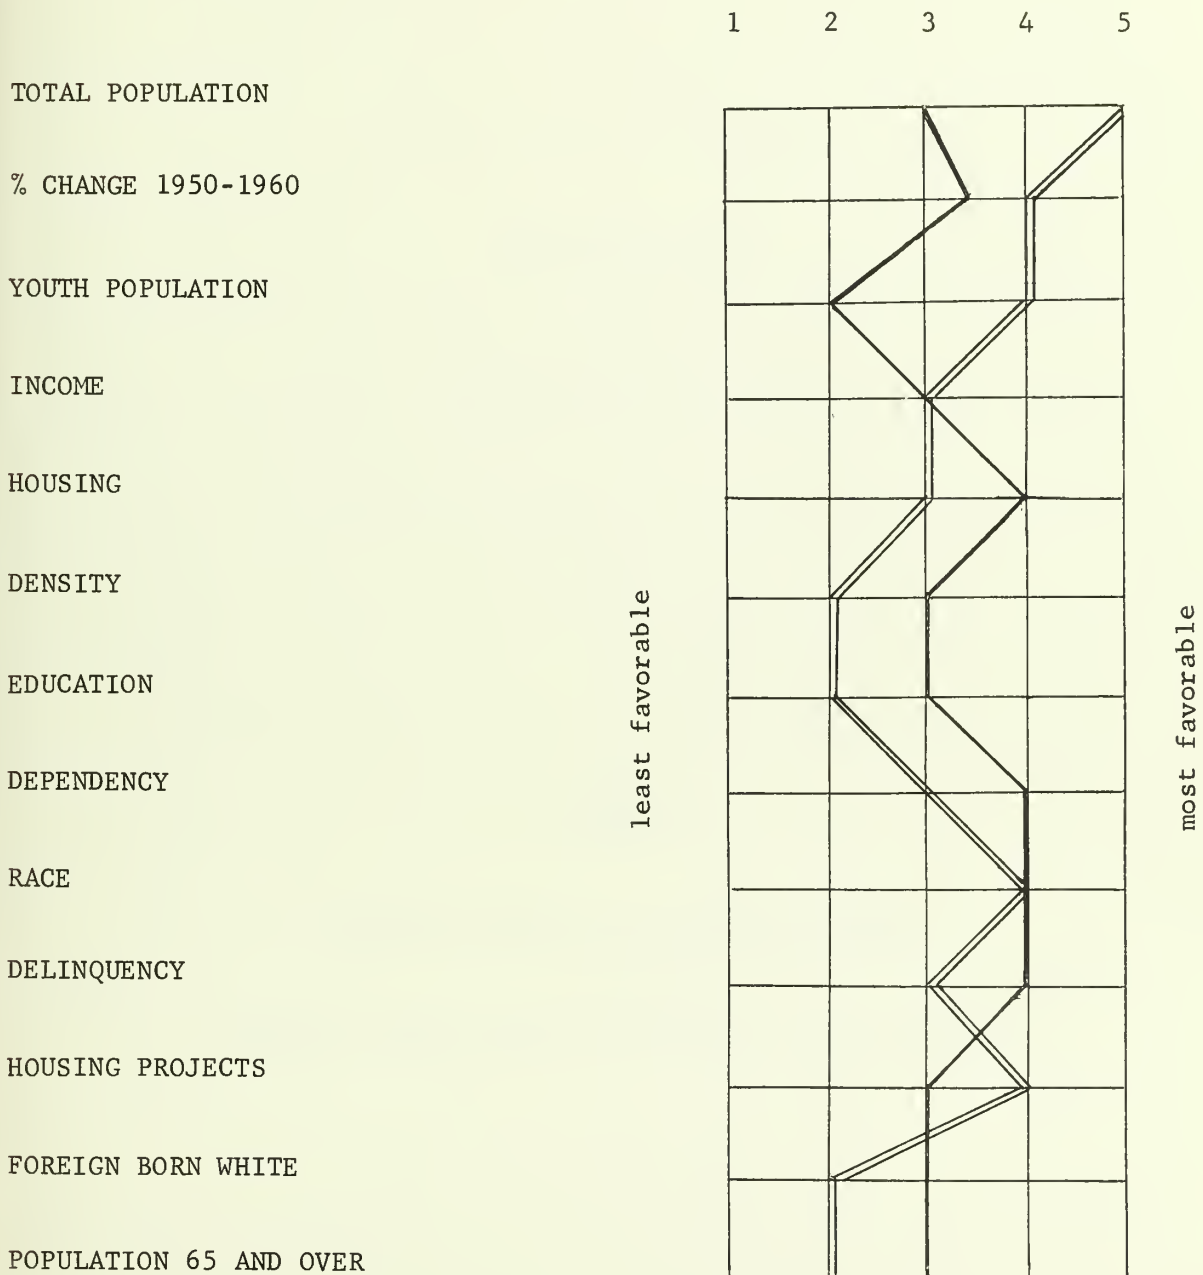 1 2 3 4 5
TOTAL POPULATION
% CHANGE 1950-1960
YOUTH POPULATION
INCOME
HOUSING
DENSITY
EDUCATION
DEPENDENCY
RACE
DELINQUENCY
HOUSING PROJECTS
FOREIGN BORN WHITE
POPULATION 65 AND OVER
least favorable
most favorable